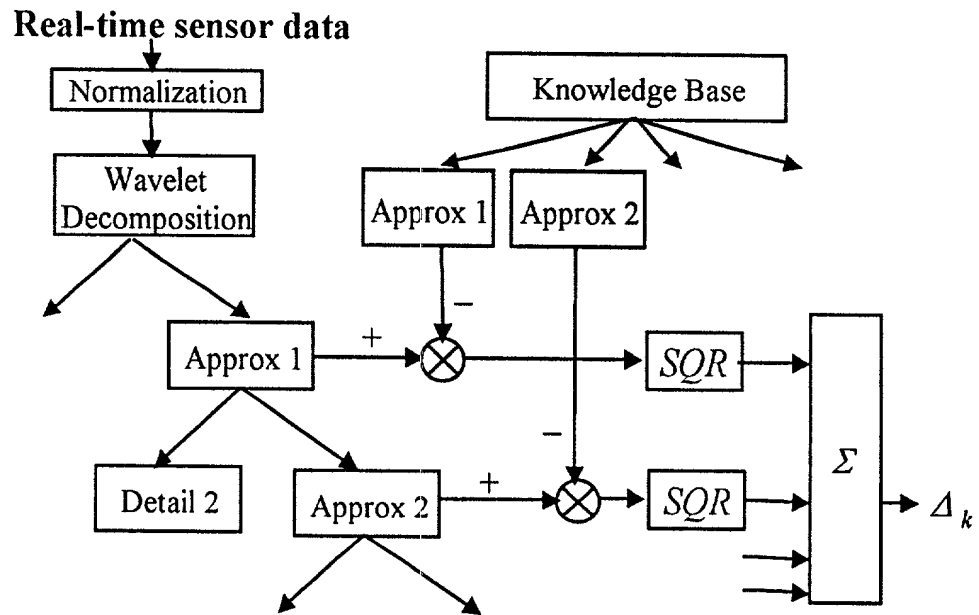 Real-time sensor data
Normalization
Knowledge Base
Wavelet
Decomposition
Approx 1
Approx 2
−
+
Approx 1
SQR
−
Σ
Detail 2
Approx 2
+
SQR
Δ k